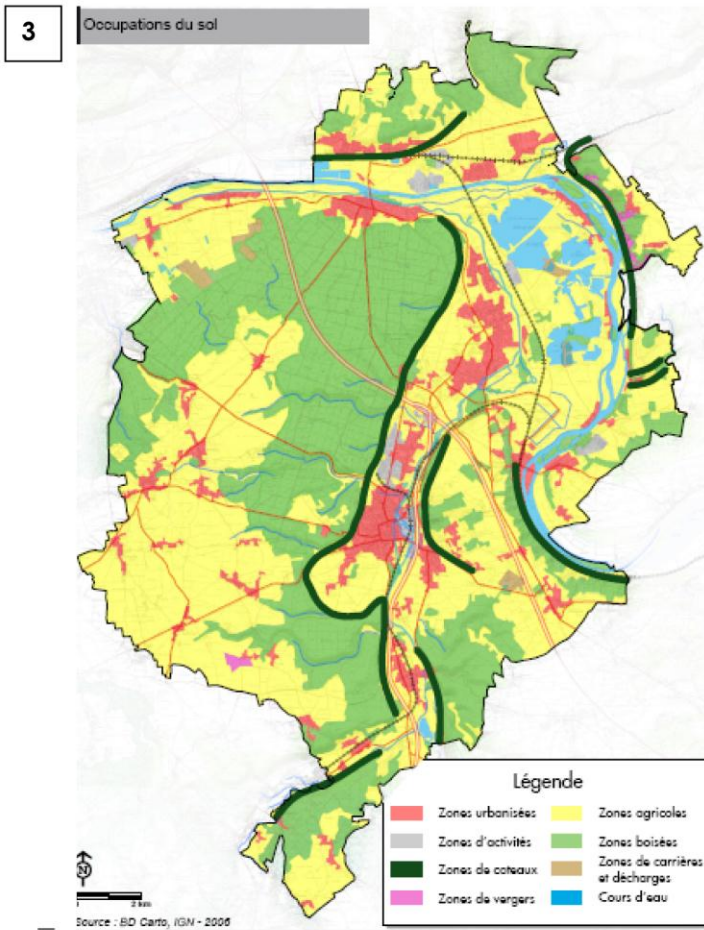 3
Occupations du sol
Légende
Zones urbanisées
Zones agricoles
Zones d'activités
Zones boisées
Zones de coteaux
Zones de carrières
et décharges
Zones de vergers
Cours d'eau
N
2 km
Source : BD Carto, IGN - 2006